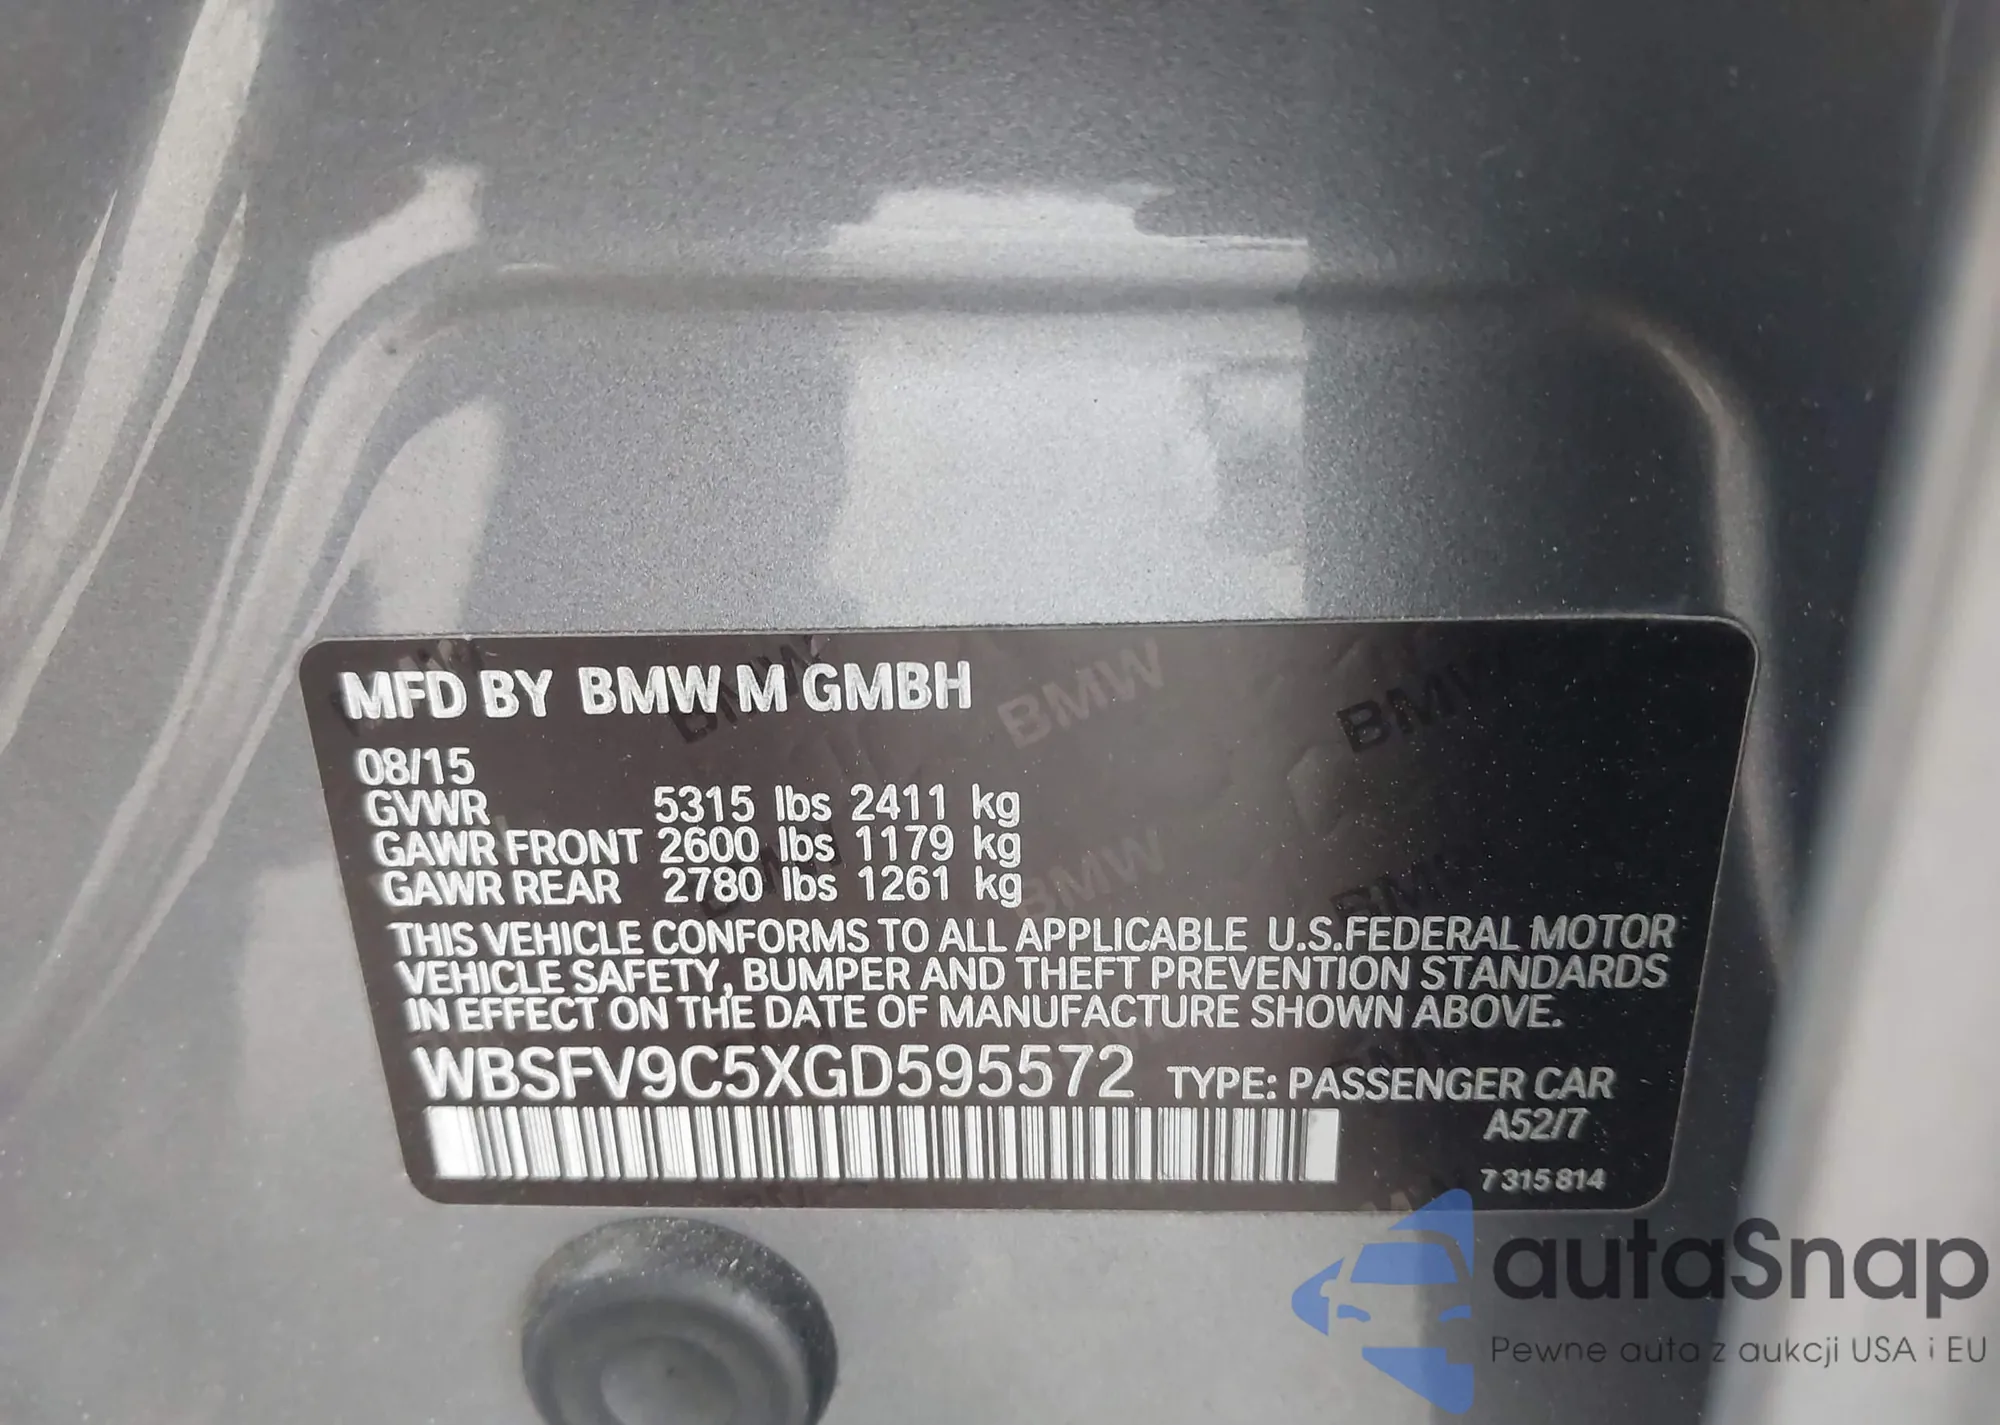 MFD BY BMW M GMBH
08/15
GVWR 5315 lbs 2411 kg
GAWR FRONT 2600 lbs 1179 kg
GAWR REAR 2780 lbs 1261 kg
THIS VEHICLE CONFORMS TO ALL APPLICABLE U.S.FEDERAL MOTOR
VEHICLE SAFETY, BUMPER AND THEFT PREVENTION STANDARDS
IN EFFECT ON THE DATE OF MANUFACTURE SHOWN ABOVE.
WBSFV9C5XGD595572 TYPE: PASSENGER CAR
A52/7
7 315 814
autaSnap
Pewne auta z aukcji USA i EU